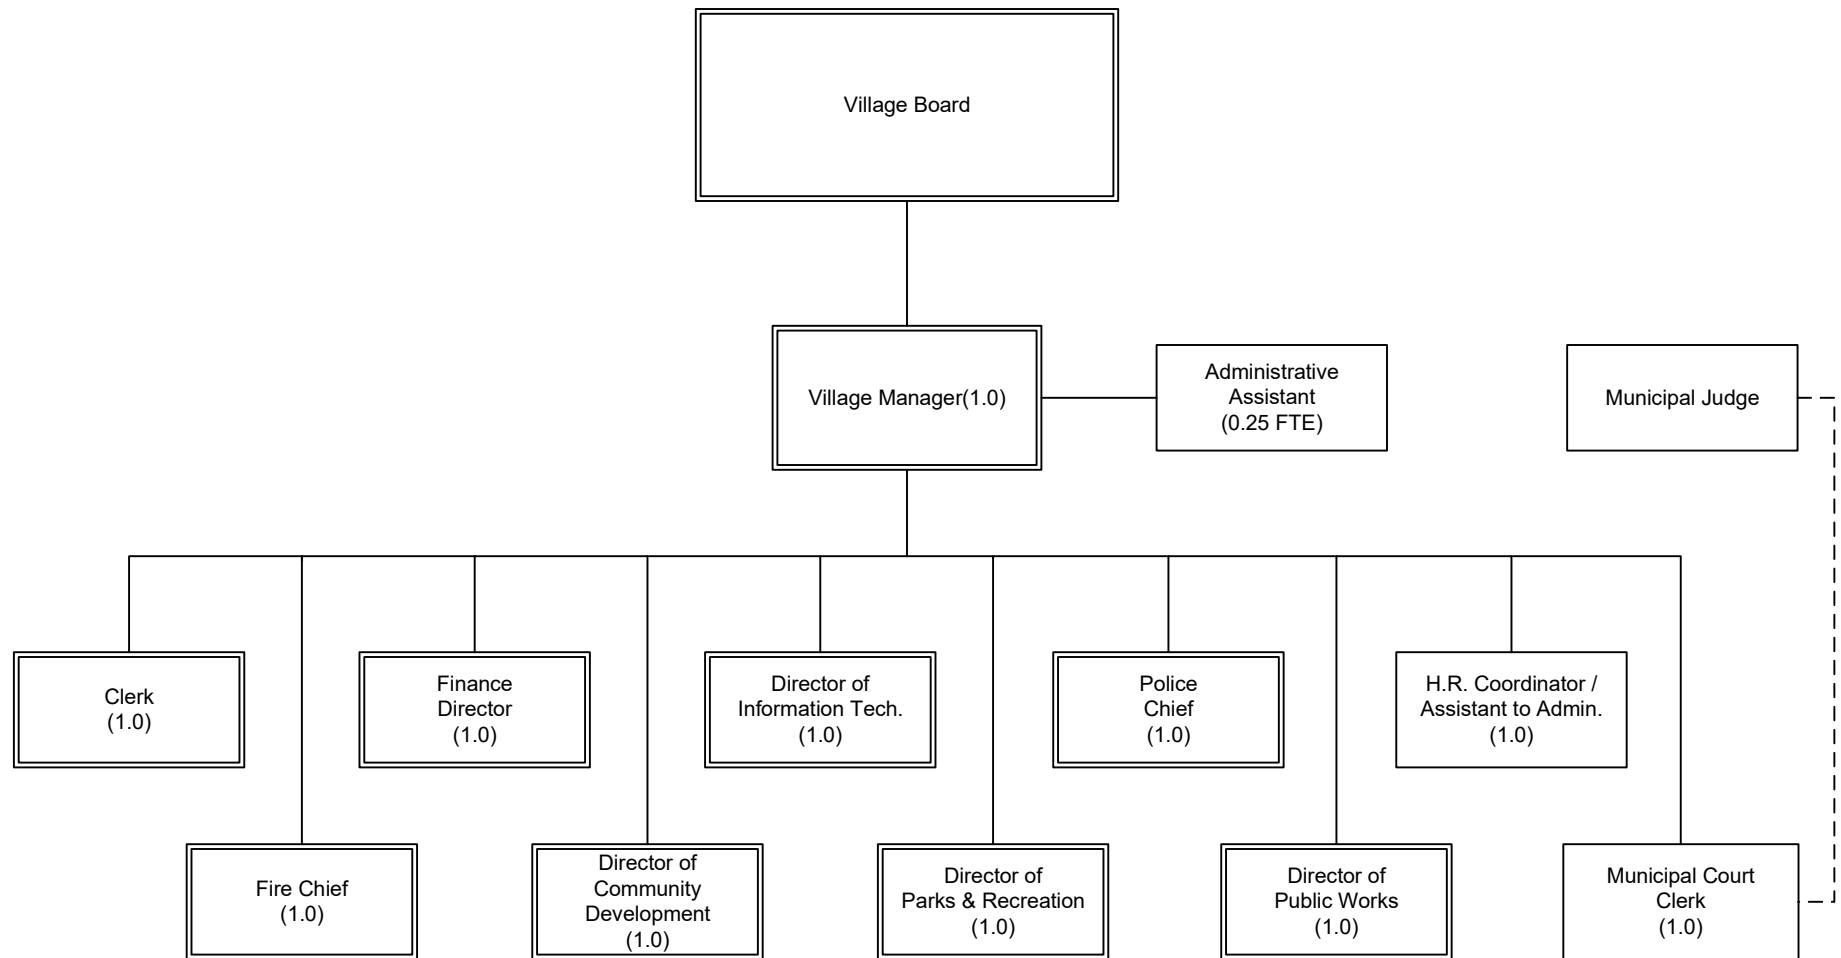 Village Board
Village Manager(1.0)
Administrative
Assistant
(0.25 FTE)
Municipal Judge
Clerk
(1.0)
Finance
Director
(1.0)
Director of
Information Tech.
(1.0)
Police
Chief
(1.0)
H.R. Coordinator /
Assistant to Admin.
(1.0)
Fire Chief
(1.0)
Director of
Community
Development
(1.0)
Director of
Parks & Recreation
(1.0)
Director of
Public Works
(1.0)
Municipal Court
Clerk
(1.0)